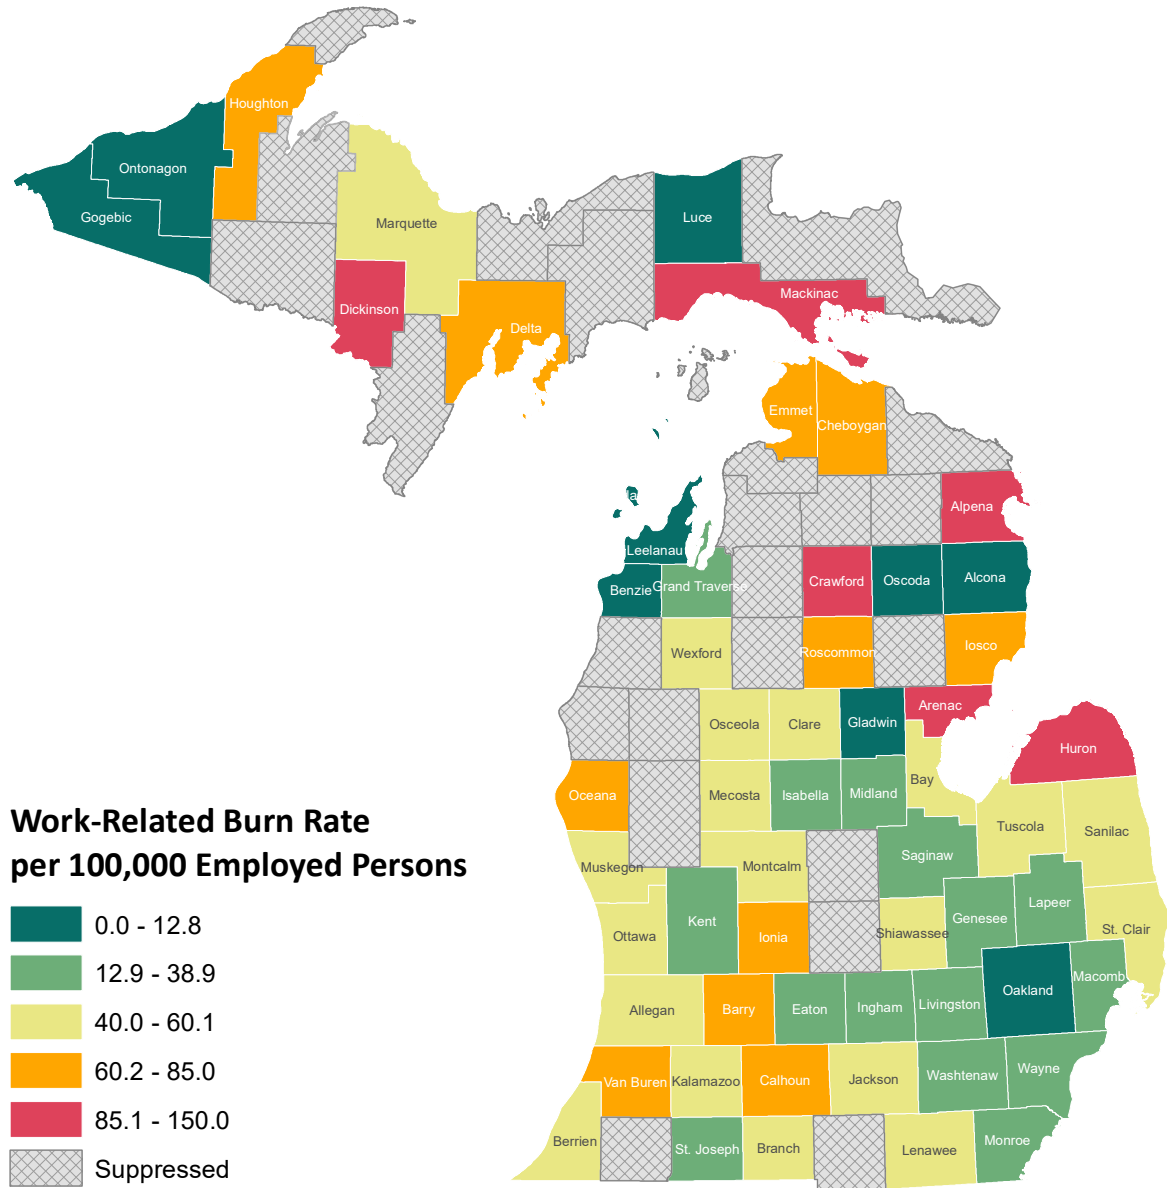 Houghton
Ontonagon
Gogebic
Marquette
Luce
Mackinac
Dickinson
Delta
Emmet
Cheboygan
Alpena
Leelanau
Benzie
Grand Traverse
Crawford
Oscoda
Alcona
Wexford
Roscommon
Iosco
Osceola
Clare
Gladwin
Arenac
Huron
Oceana
Mecosta
Isabella
Midland
Bay
Tuscola
Sanilac
Muskegon
Montcalm
Saginaw
Ottawa
Kent
Ionia
Shiawassee
Genesee
Lapeer
St. Clair
Allegan
Barry
Eaton
Ingham
Livingston
Oakland
Macomb
Van Buren
Kalamazoo
Calhoun
Jackson
Washtenaw
Wayne
Berrien
St. Joseph
Branch
Lenawee
Monroe
Work-Related Burn Rate
per 100,000 Employed Persons
0.0 - 12.8
12.9 - 38.9
40.0 - 60.1
60.2 - 85.0
85.1 - 150.0
Suppressed